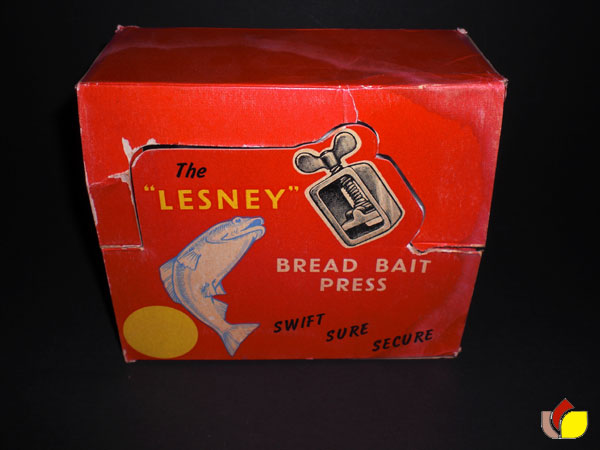 The
"LESNEY"
BREAD BAIT
PRESS
SWIFT SURE SECURE